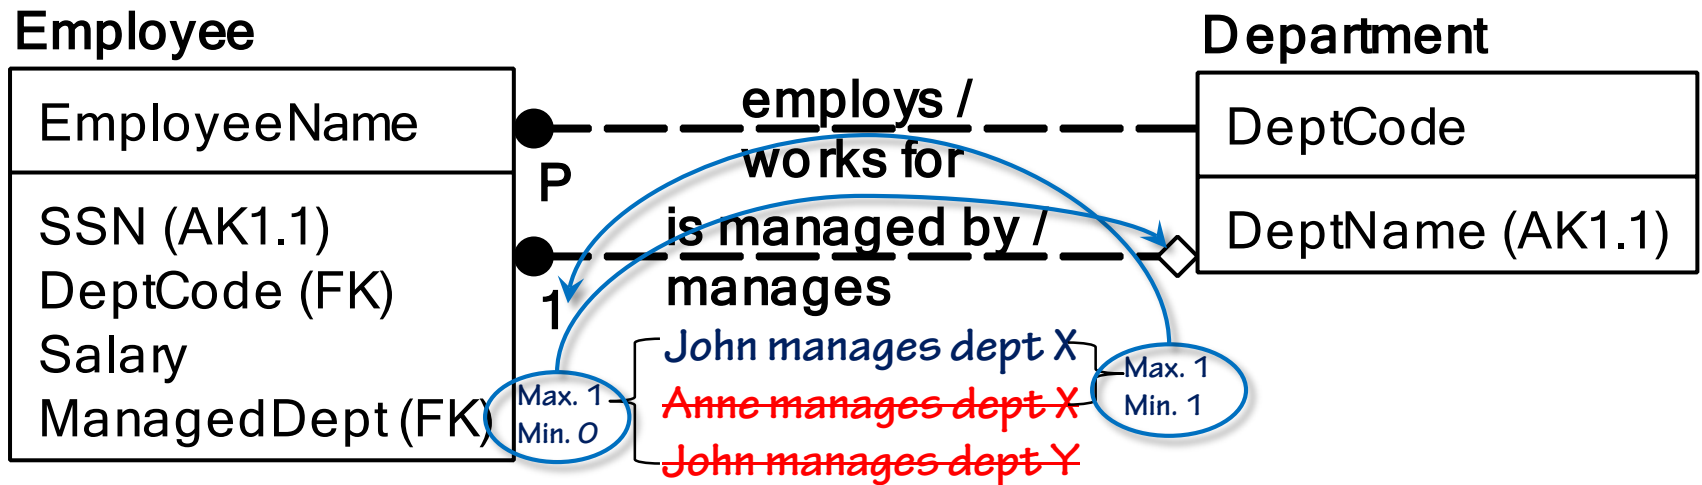 Employee
Department
EmployeeName
SSN (AK1.1)
DeptCode (FK)
Salary
ManagedDept (FK)
employs /
works for
P
is managed by /
manages
1
DeptCode
DeptName (AK1.1)
John manages dept X
Anne manages dept X
John manages dept Y
Max. 1
Min. 0
Max. 1
Min. 1